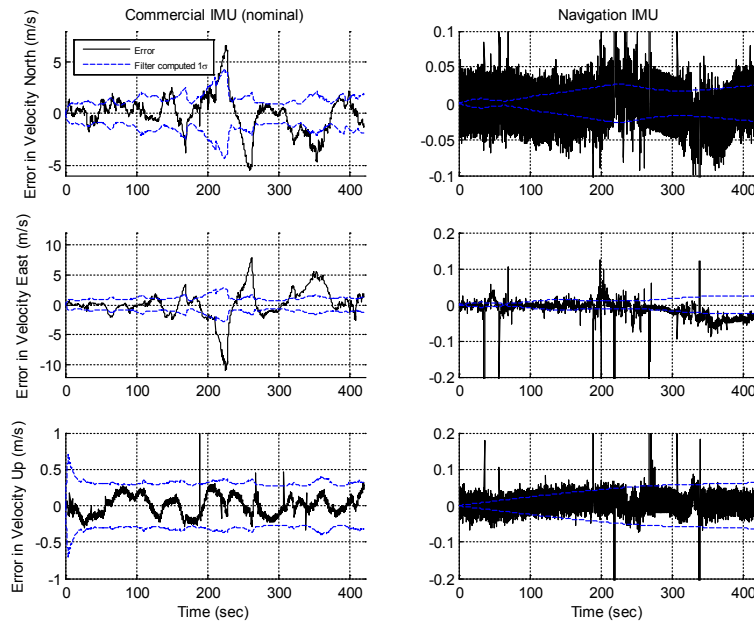 Commercial IMU (nominal)
Navigation IMU
Error in Velocity North (m/s)
Error
Filter computed 1σ
5
0
-5
0 100 200 300 400
0.1
0.05
0
-0.05
-0.1
0 100 200 300 400
Error in Velocity East (m/s)
10
5
0
-5
-10
0 100 200 300 400
0.2
0.1
0
-0.1
-0.2
0 100 200 300 400
Error in Velocity Up (m/s)
1
0.5
0
-0.5
-1
0 100 200 300 400
Time (sec)
0.2
0.1
0
-0.1
-0.2
0 100 200 300 400
Time (sec)